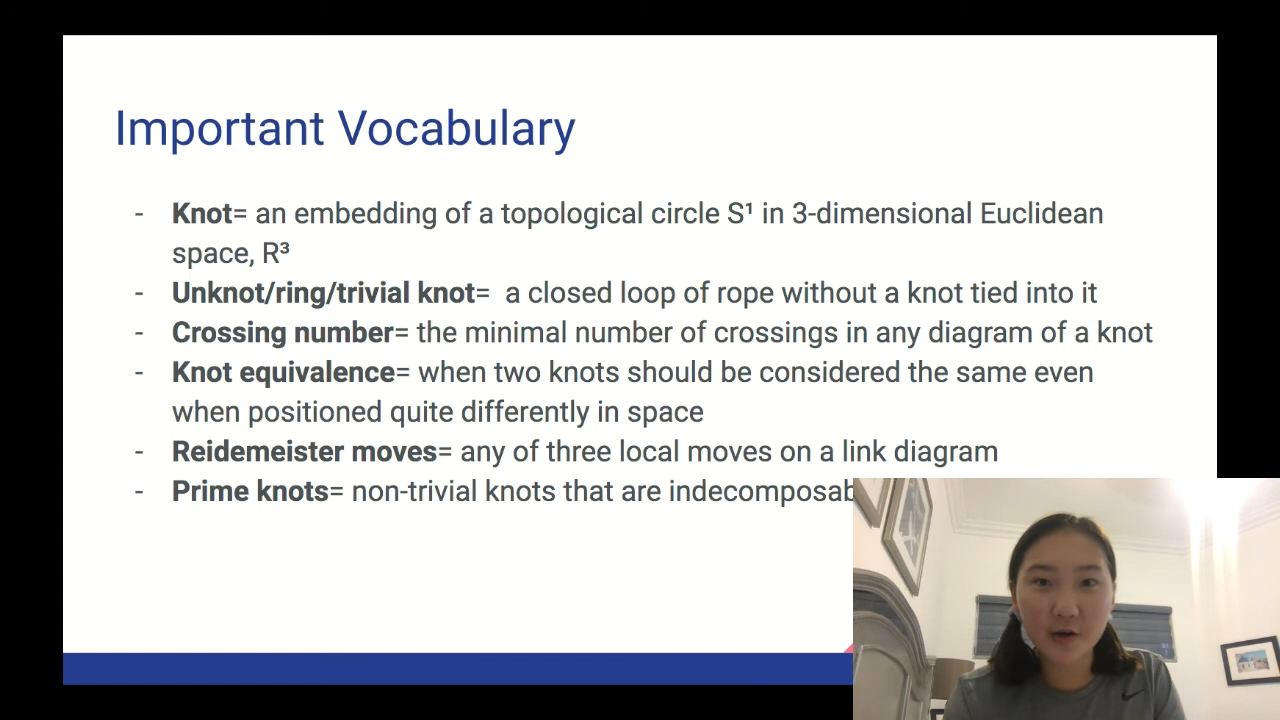 Important Vocabulary
- Knot= an embedding of a topological circle S¹ in 3-dimensional Euclidean
space, R³
- Unknot/ring/trivial knot= a closed loop of rope without a knot tied into it
- Crossing number= the minimal number of crossings in any diagram of a knot
- Knot equivalence= when two knots should be considered the same even
when positioned quite differently in space
- Reidemeister moves= any of three local moves on a link diagram
- Prime knots= non-trivial knots that are